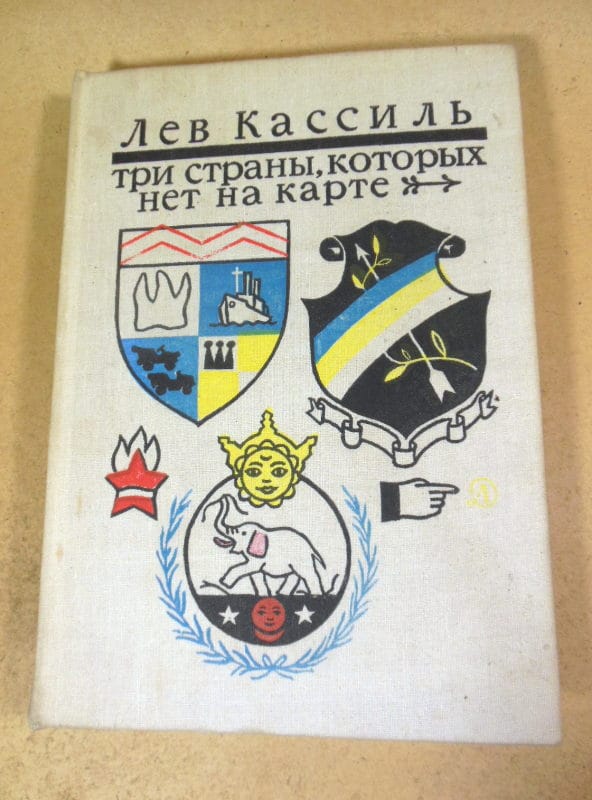 Лев Кассиль
три страны, которых
нет на карте